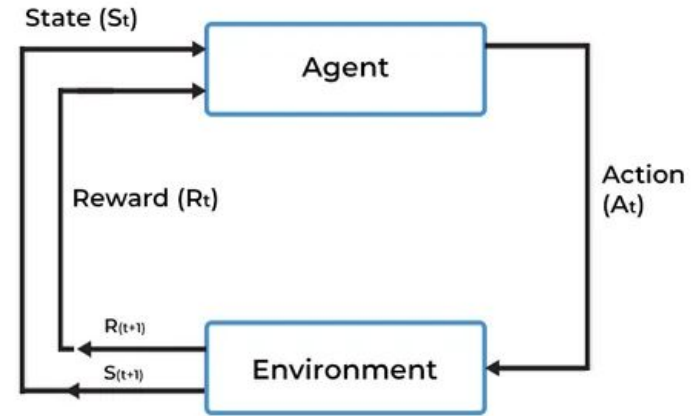 State (St)
Agent
Action
(At)
Reward (Rt)
R(t+1)
Environment
S(t+1)